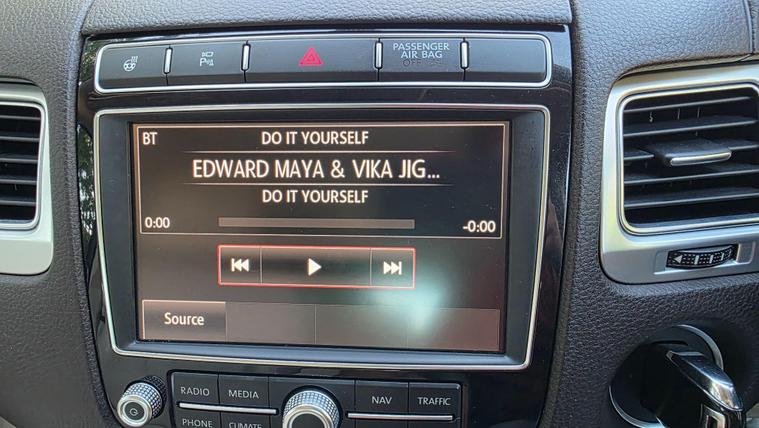 P
PASSENGER
AIR BAG
OFF
BT
DO IT YOURSELF
EDWARD MAYA & VIKA JIG...
DO IT YOURSELF
0:00
-0:00
Source
RADIO
MEDIA
NAV
TRAFFIC
PHONE
CLIMATE